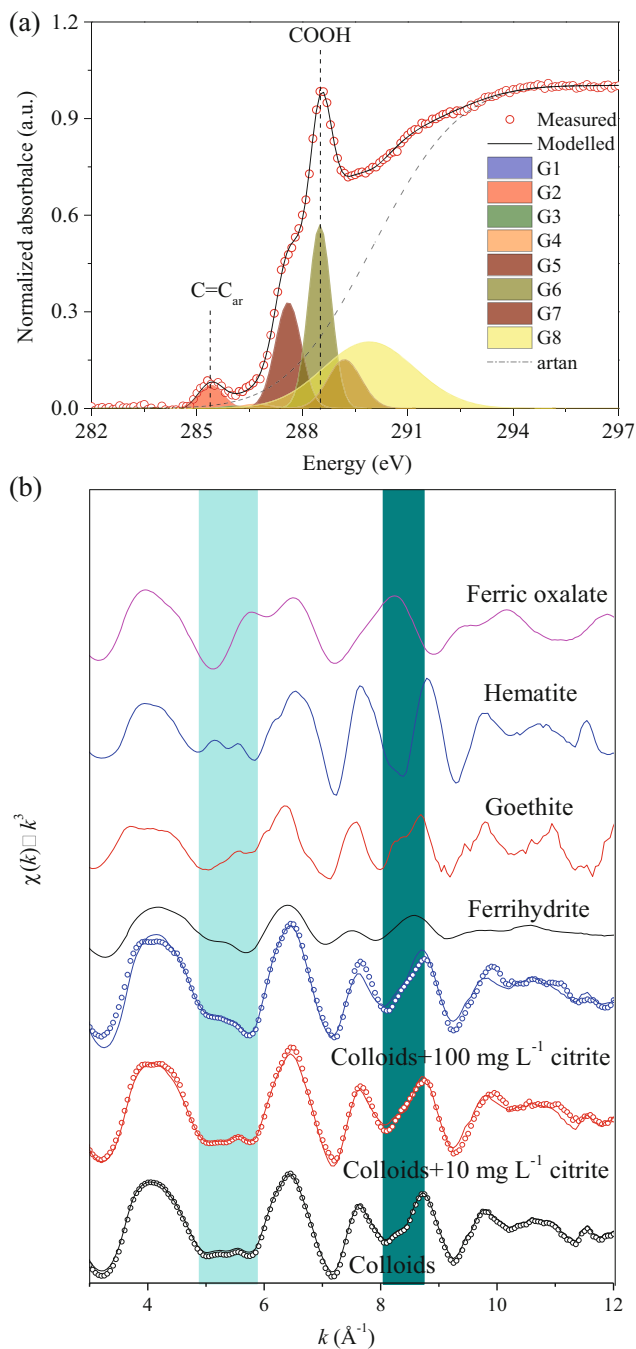 (a)
COOH
C=Car
Normalized absorbalce (a.u.)
1.2
0.9
0.6
0.3
0.0
Measured
Modelled
G1
G2
G3
G4
G5
G6
G7
G8
artan
282 285 288 291 294 297
Energy (eV)
(b)
Ferric oxalate
Hematite
Goethite
Ferrihydrite
Colloids+100 mg L⁻¹ citrite
Colloids+10 mg L⁻¹ citrite
Colloids
χ(k)□ k³
4 6 8 10 12
k (Å⁻¹)